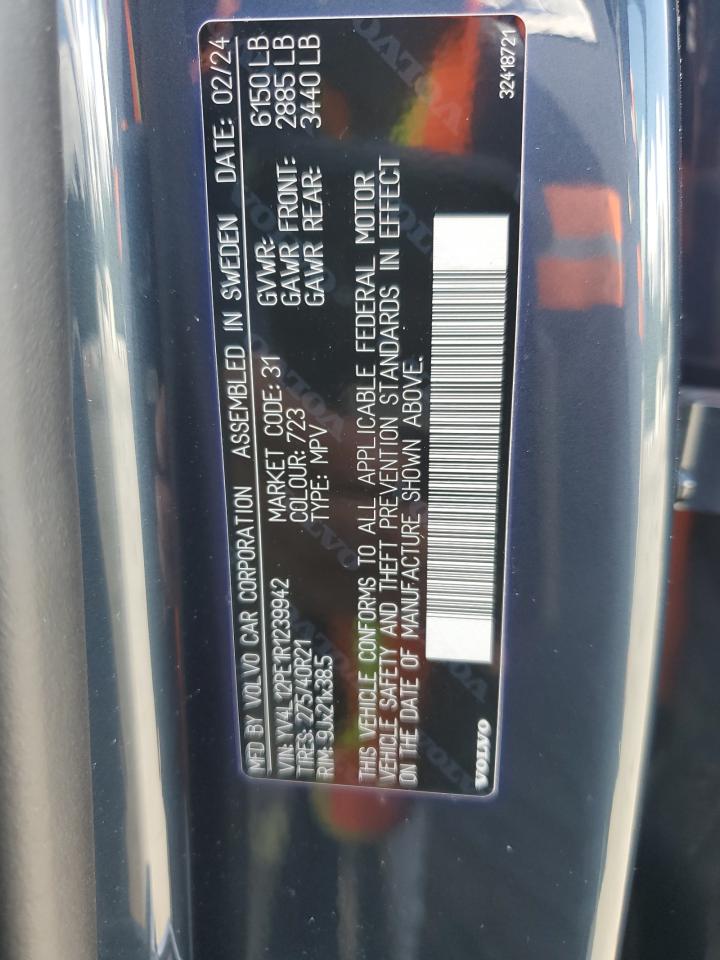 MFD BY VOLVO CAR CORPORATION ASSEMBLED IN SWEDEN DATE: 02/24
VIN: YV4L12PE1R1239942 MARKET CODE: 31 GVWR: 6150 LB
TIRES: 275/40R21 COLOUR: 723 GAWR FRONT: 2885 LB
RIM: 9Jx21x38.5 TYPE: MPV GAWR REAR: 3440 LB
THIS VEHICLE CONFORMS TO ALL APPLICABLE FEDERAL MOTOR
VEHICLE SAFETY AND THEFT PREVENTION STANDARDS IN EFFECT
ON THE DATE OF MANUFACTURE SHOWN ABOVE.
VOLVO 32418721